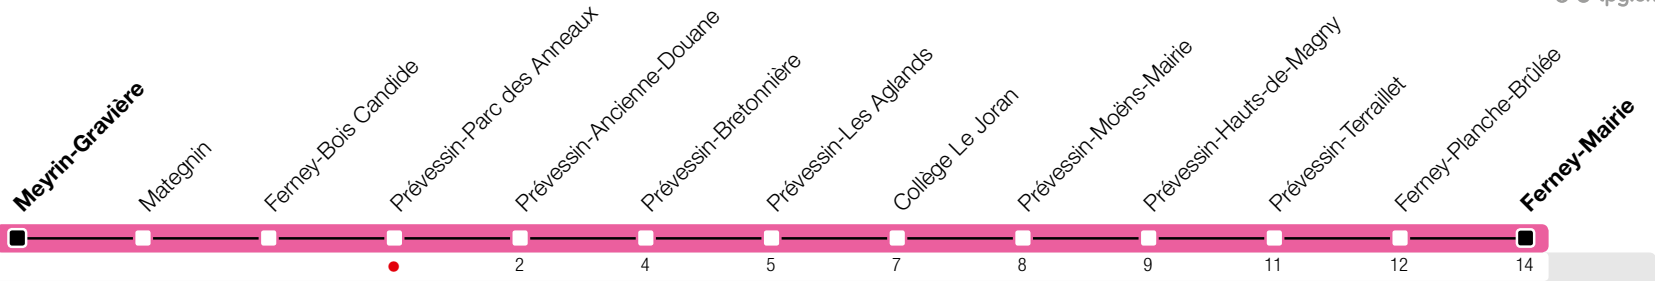 Meyrin-Gravière
Mategnin
Ferney-Bois Candide
Prévessin-Parc des Anneaux
Prévessin-Ancienne-Douane
Prévessin-Bretonnière
Prévessin-Les Aglands
Collège Le Joran
Prévessin-Moëns-Mairie
Prévessin-Hauts-de-Magny
Prévessin-Terraillet
Ferney-Planche-Brûlée
Ferney-Mairie
2 4 5 7 8 9 11 12 14